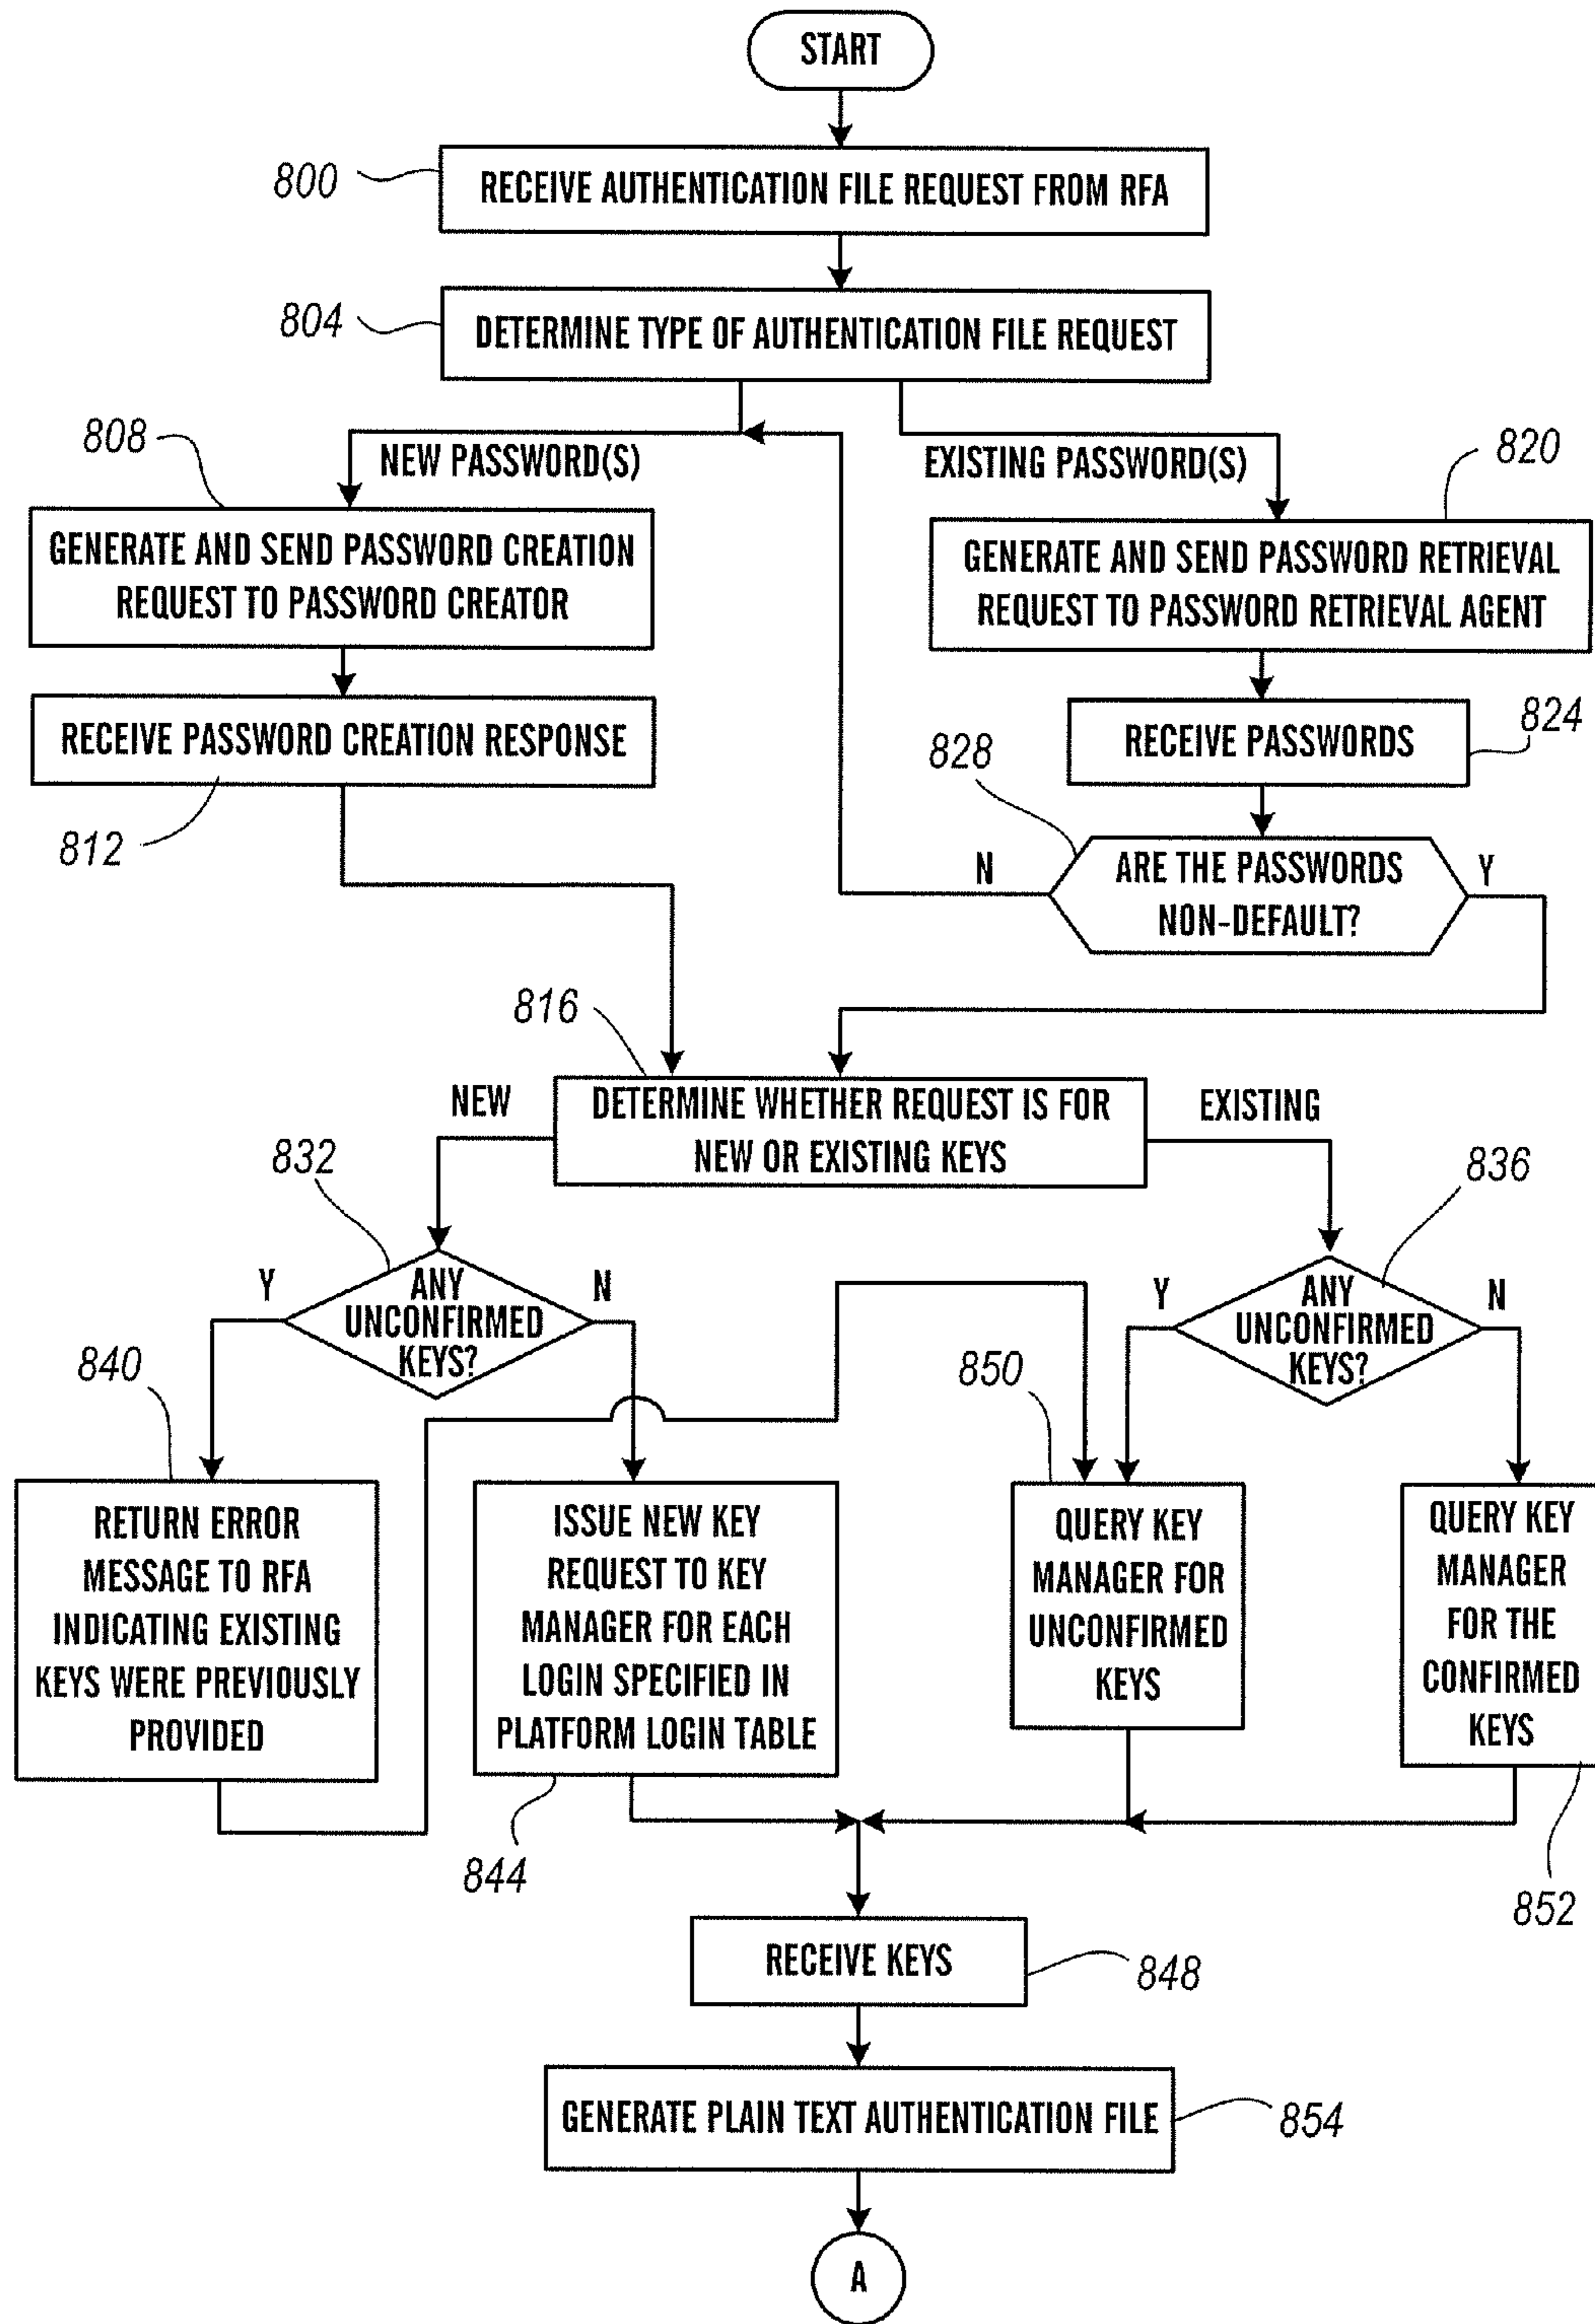 START
800
RECEIVE AUTHENTICATION FILE REQUEST FROM RFA
804
DETERMINE TYPE OF AUTHENTICATION FILE REQUEST
808
NEW PASSWORD(S)
EXISTING PASSWORD(S)
820
GENERATE AND SEND PASSWORD CREATION
REQUEST TO PASSWORD CREATOR
GENERATE AND SEND PASSWORD RETRIEVAL
REQUEST TO PASSWORD RETRIEVAL AGENT
RECEIVE PASSWORD CREATION RESPONSE
812
RECEIVE PASSWORDS
824
828
N
ARE THE PASSWORDS
NON-DEFAULT?
Y
816
NEW
DETERMINE WHETHER REQUEST IS FOR
NEW OR EXISTING KEYS
EXISTING
832
836
Y
ANY
UNCONFIRMED
KEYS?
N
Y
ANY
UNCONFIRMED
KEYS?
N
840
850
RETURN ERROR
MESSAGE TO RFA
INDICATING EXISTING
KEYS WERE PREVIOUSLY
PROVIDED
ISSUE NEW KEY
REQUEST TO KEY
MANAGER FOR EACH
LOGIN SPECIFIED IN
PLATFORM LOGIN TABLE
QUERY KEY
MANAGER FOR
UNCONFIRMED
KEYS
QUERY KEY
MANAGER
FOR THE
CONFIRMED
KEYS
844
852
RECEIVE KEYS
848
GENERATE PLAIN TEXT AUTHENTICATION FILE
854
A